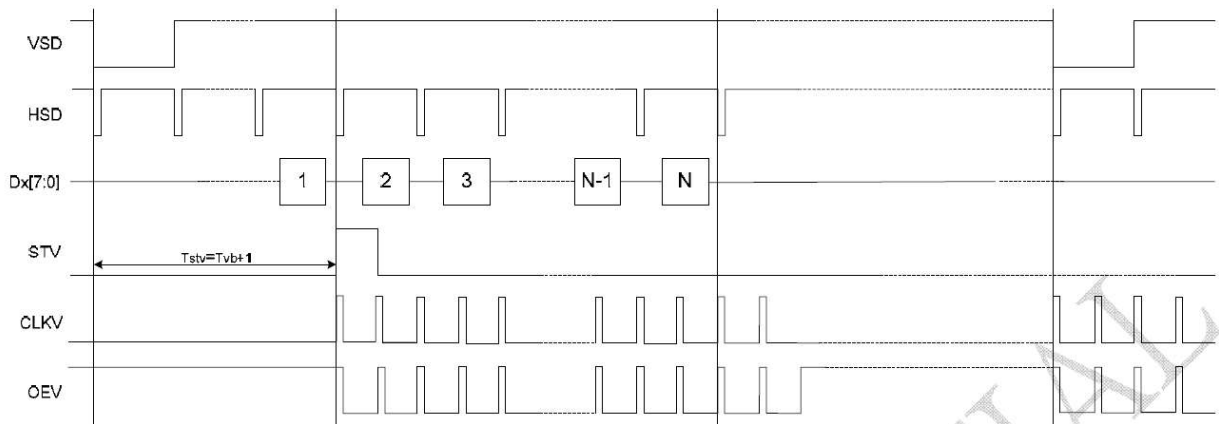 VSD
HSD
Dx[7:0]
1
2
3
N-1
N
STV
Tstv=Tvb+1
CLKV
OEV